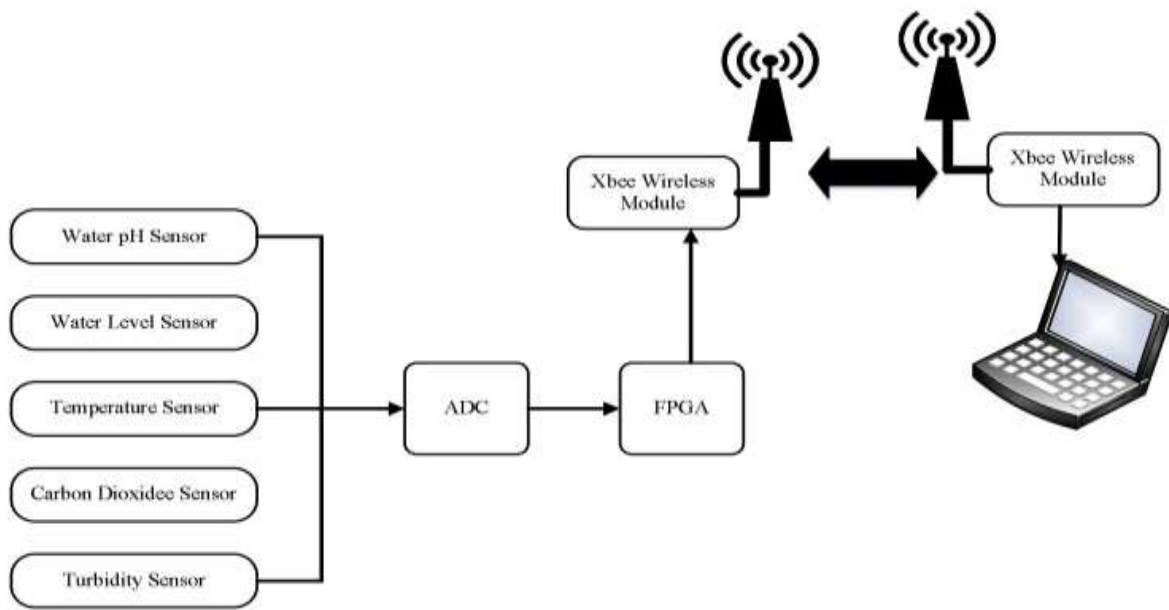 Xbee Wireless
Module
Xbee Wireless
Module
Water pH Sensor
Water Level Sensor
Temperature Sensor
ADC
FPGA
Carbon Dioxidee Sensor
Turbidity Sensor